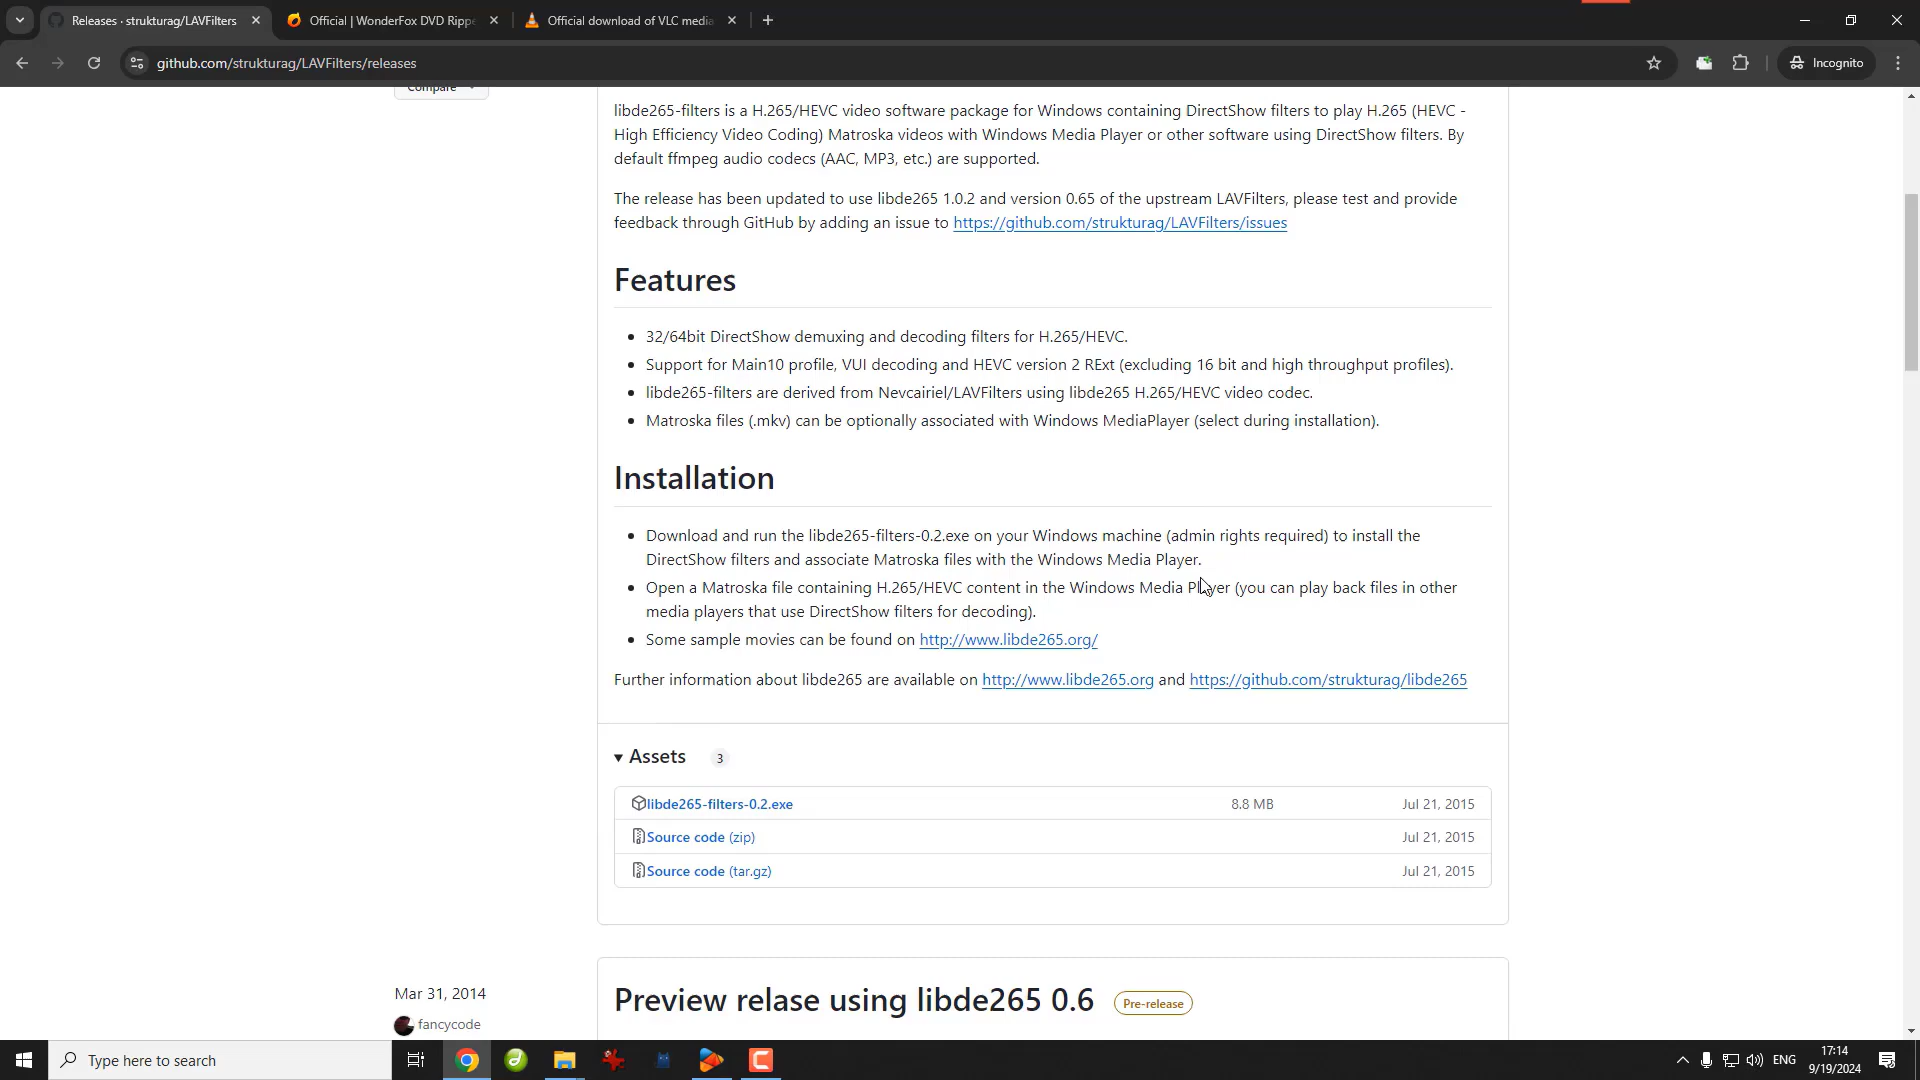 Releases · strukturag/LAVFilters
Official | WonderFox DVD Rippe
Official download of VLC media
github.com/strukturag/LAVFilters/releases
Incognito
Compare
libde265-filters is a H.265/HEVC video software package for Windows containing DirectShow filters to play H.265 (HEVC -
High Efficiency Video Coding) Matroska videos with Windows Media Player or other software using DirectShow filters. By
default ffmpeg audio codecs (AAC, MP3, etc.) are supported.
The release has been updated to use libde265 1.0.2 and version 0.65 of the upstream LAVFilters, please test and provide
feedback through GitHub by adding an issue to https://github.com/strukturag/LAVFilters/issues
Features
• 32/64bit DirectShow demuxing and decoding filters for H.265/HEVC.
• Support for Main10 profile, VUI decoding and HEVC version 2 RExt (excluding 16 bit and high throughput profiles).
• libde265-filters are derived from Nevcairiel/LAVFilters using libde265 H.265/HEVC video codec.
• Matroska files (.mkv) can be optionally associated with Windows MediaPlayer (select during installation).
Installation
• Download and run the libde265-filters-0.2.exe on your Windows machine (admin rights required) to install the
DirectShow filters and associate Matroska files with the Windows Media Player.
• Open a Matroska file containing H.265/HEVC content in the Windows Media Player (you can play back files in other
media players that use DirectShow filters for decoding).
• Some sample movies can be found on http://www.libde265.org/
Further information about libde265 are available on http://www.libde265.org and https://github.com/strukturag/libde265
Assets 3
libde265-filters-0.2.exe 8.8 MB Jul 21, 2015
Source code (zip) Jul 21, 2015
Source code (tar.gz) Jul 21, 2015
Mar 31, 2014
fancycode
Preview relase using libde265 0.6 Pre-release
Type here to search
ENG
17:14
9/19/2024